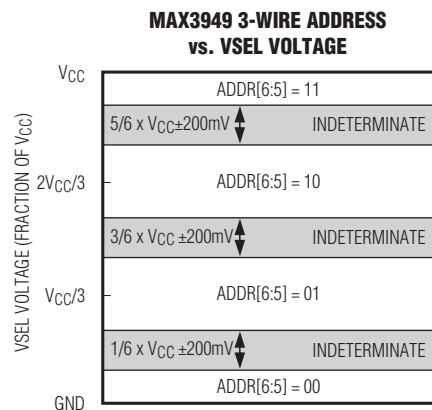 MAX3949 3-WIRE ADDRESS
vs. VSEL VOLTAGE
VSEL VOLTAGE (FRACTION OF VCC)
VCC
ADDR[6:5] = 11
5/6 x VCC±200mV INDETERMINATE
2VCC/3
ADDR[6:5] = 10
3/6 x VCC ±200mV INDETERMINATE
VCC/3
ADDR[6:5] = 01
1/6 x VCC ±200mV INDETERMINATE
ADDR[6:5] = 00
GND